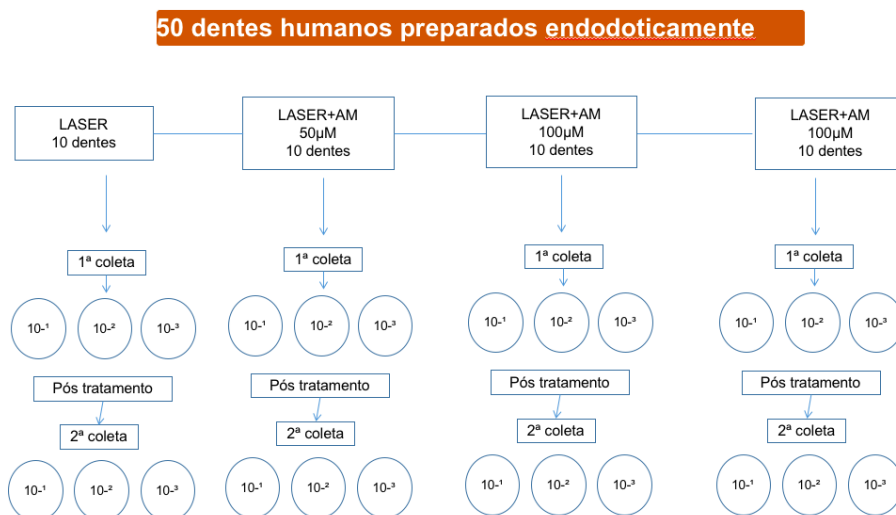 50 dentes humanos preparados endodoticamente
LASER
10 dentes
LASER+AM
50µM
10 dentes
LASER+AM
100µM
10 dentes
LASER+AM
100µM
10 dentes
1ª coleta
1ª coleta
1ª coleta
1ª coleta
10-¹ 10-² 10-³
10-¹ 10-² 10-³
10-¹ 10-² 10-³
10-¹ 10-² 10-³
Pós tratamento
Pós tratamento
Pós tratamento
Pós tratamento
2ª coleta
2ª coleta
2ª coleta
2ª coleta
10-¹ 10-² 10-³
10-¹ 10-² 10-³
10-¹ 10-² 10-³
10-¹ 10-² 10-³